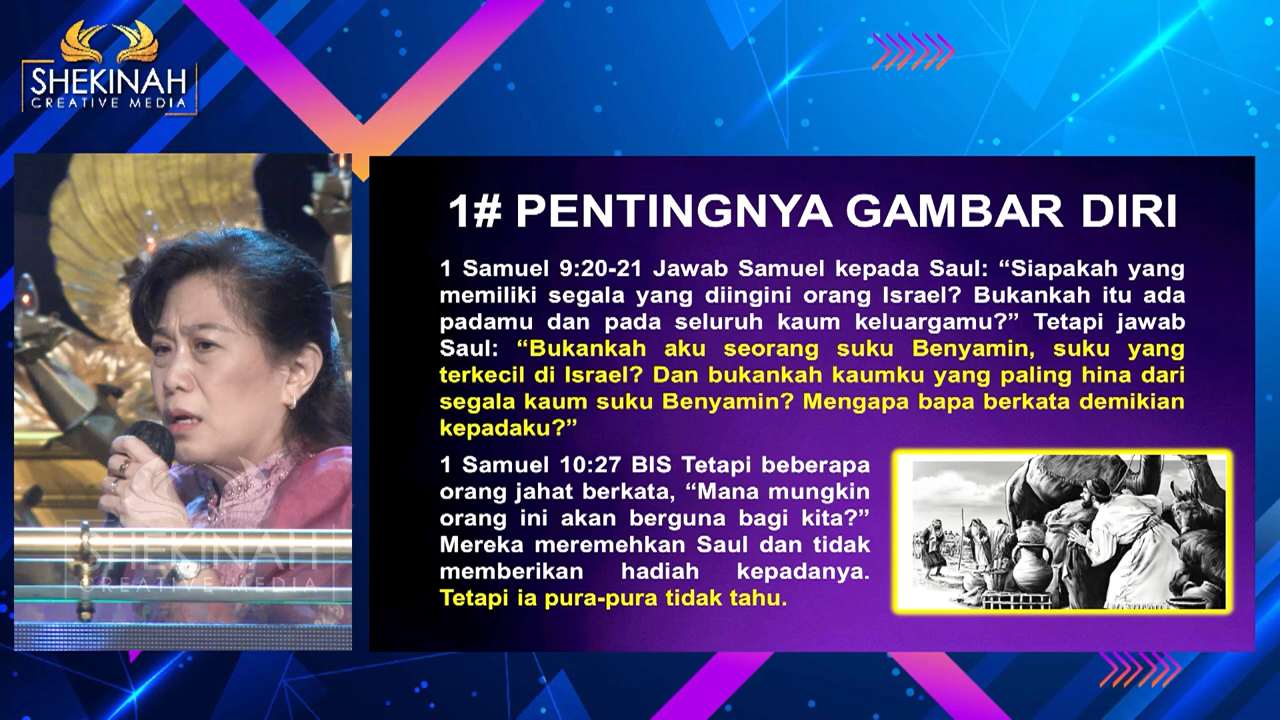 SHEKINAH
CREATIVE MEDIA
1# PENTINGNYA GAMBAR DIRI
1 Samuel 9:20-21 Jawab Samuel kepada Saul: “Siapakah yang
memiliki segala yang diingini orang Israel? Bukankah itu ada
padamu dan pada seluruh kaum keluargamu?” Tetapi jawab
Saul: “Bukankah aku seorang suku Benyamin, suku yang
terkecil di Israel? Dan bukankah kaumku yang paling hina dari
segala kaum suku Benyamin? Mengapa bapa berkata demikian
kepadaku?”
1 Samuel 10:27 BIS Tetapi beberapa
orang jahat berkata, “Mana mungkin
orang ini akan berguna bagi kita?”
Mereka meremehkan Saul dan tidak
memberikan hadiah kepadanya.
Tetapi ia pura-pura tidak tahu.
SHEKINAH
CREATIVE MEDIA